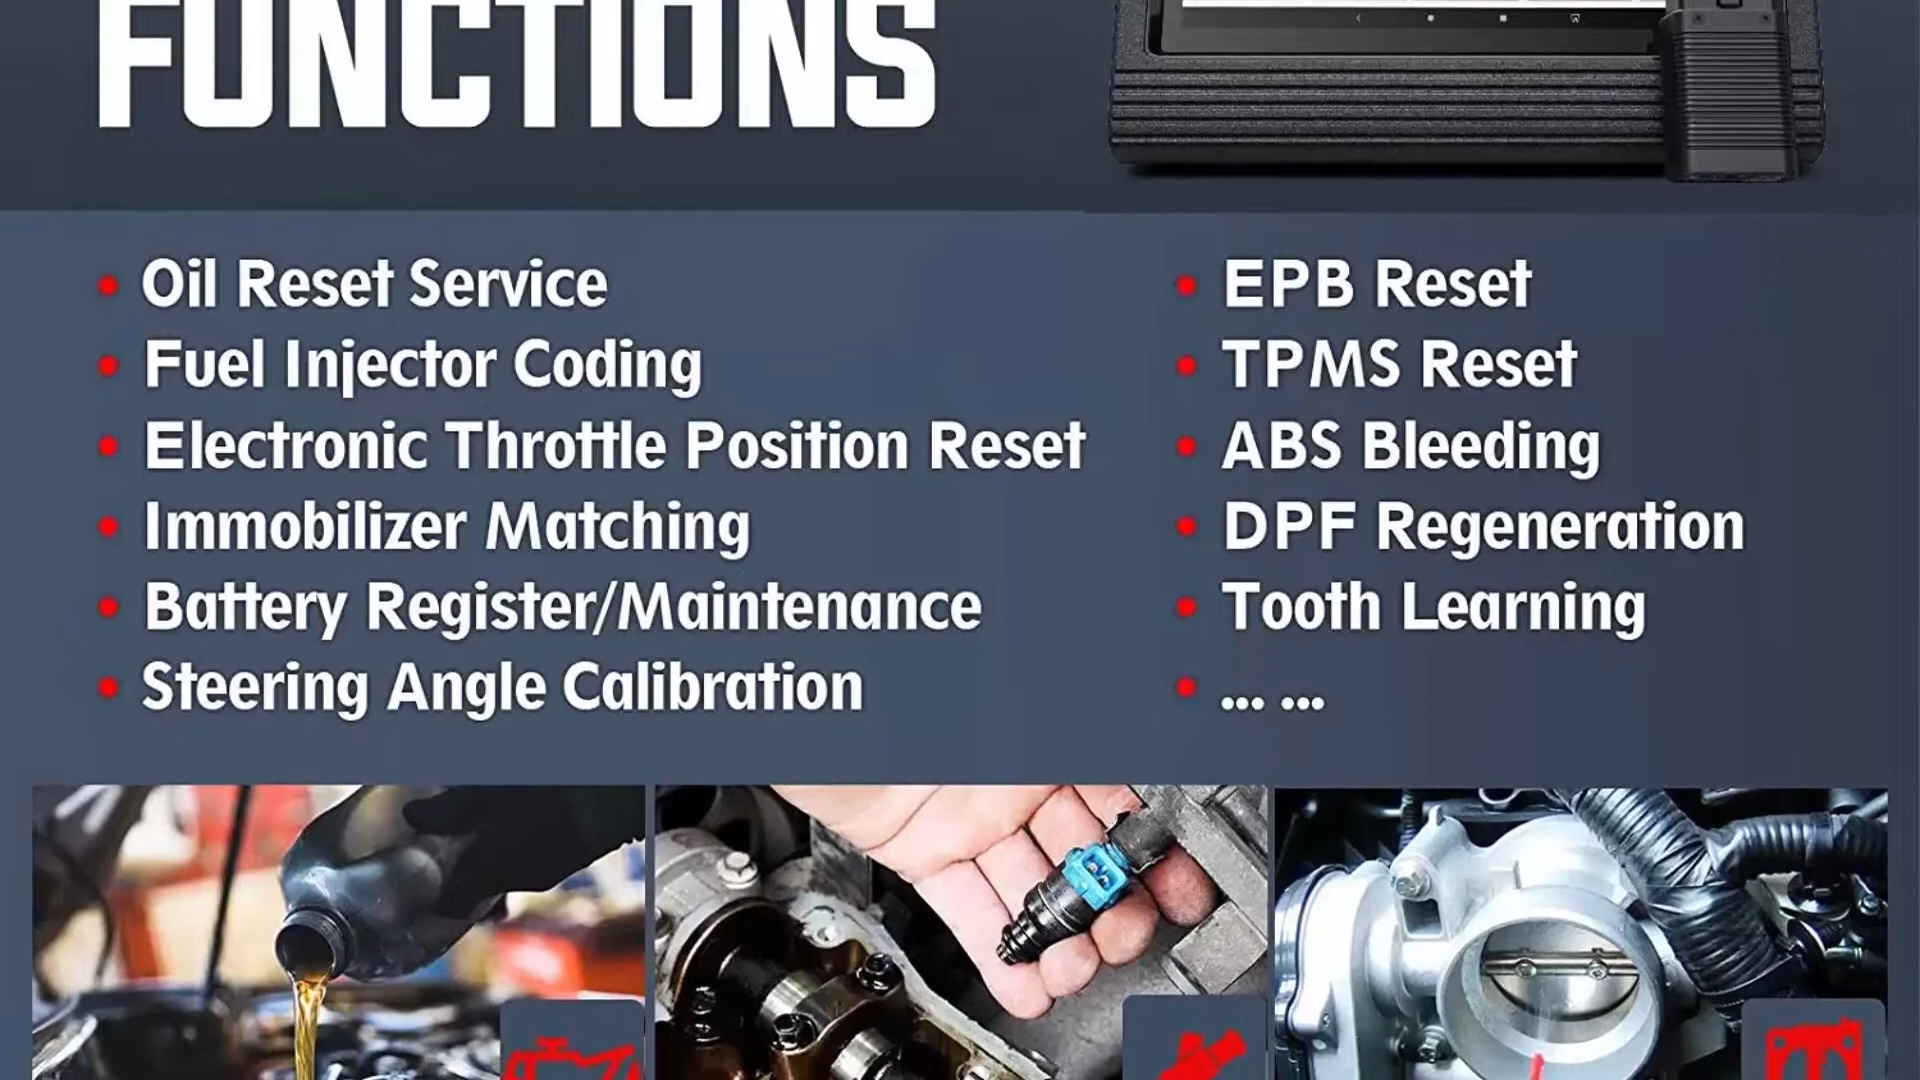 FUNCTIONS
Oil Reset Service
Fuel Injector Coding
Electronic Throttle Position Reset
Immobilizer Matching
Battery Register/Maintenance
Steering Angle Calibration
EPB Reset
TPMS Reset
ABS Bleeding
DPF Regeneration
Tooth Learning
... ...